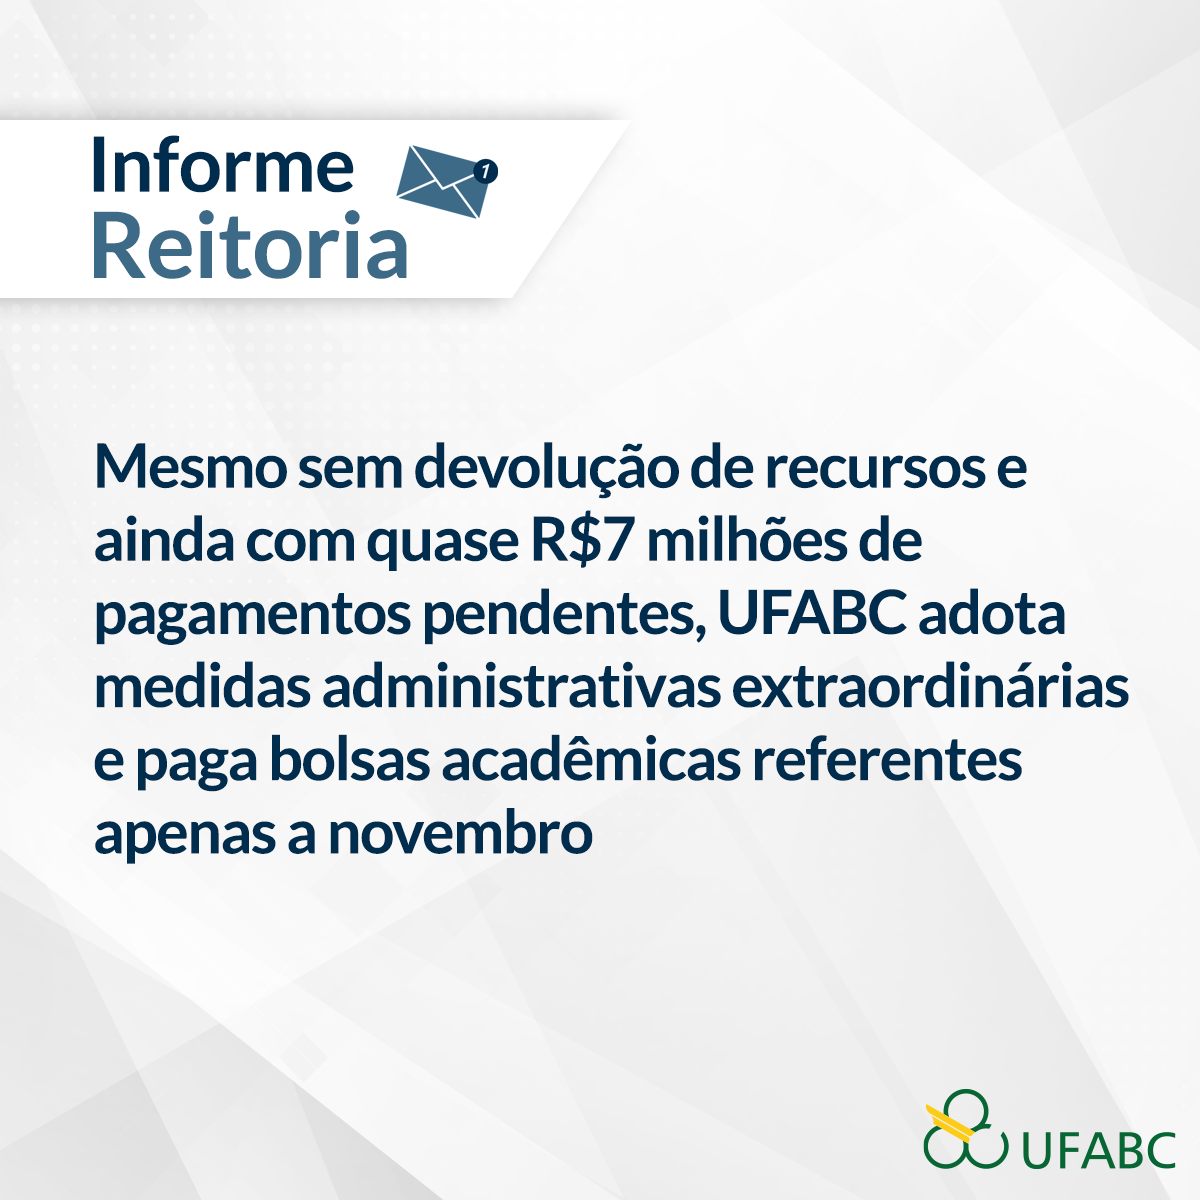 Informe
1
Reitoria
Mesmo sem devolução de recursos e
ainda com quase R$7 milhões de
pagamentos pendentes, UFABC adota
medidas administrativas extraordinárias
e paga bolsas acadêmicas referentes
apenas a novembro
UFABC